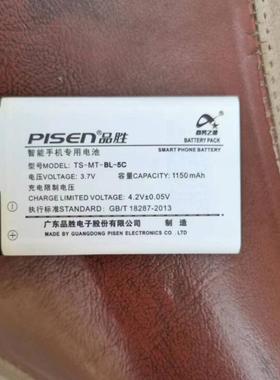 PISEN品胜
商务之星
BATTERY PACK
智能手机专用电池
SMART PHONE BATTERY
型号MODEL: TS-MT-BL-5C
电压VOLTAGE: 3.7V 容量CAPACITY: 1150mAh
充电限制电压
CHARGE LIMITED VOLTAGE: 4.2V±0.05V
执行标准STANDARD: GB/T 18287-2013
广东品胜电子股份有限公司 制造
MADE BY GUANGDONG PISEN ELECTRONICS CO., LTD